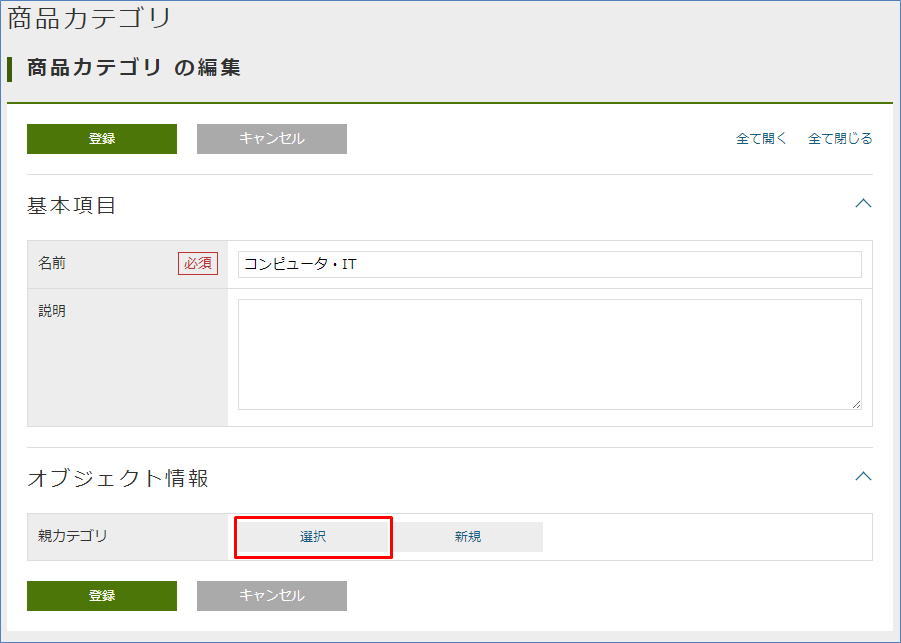 商品カテゴリ
商品カテゴリ の編集
登録 キャンセル 全て開く 全て閉じる
基本項目
名前 必須 コンピュータ・IT
説明
オブジェクト情報
親カテゴリ 選択 新規
登録 キャンセル